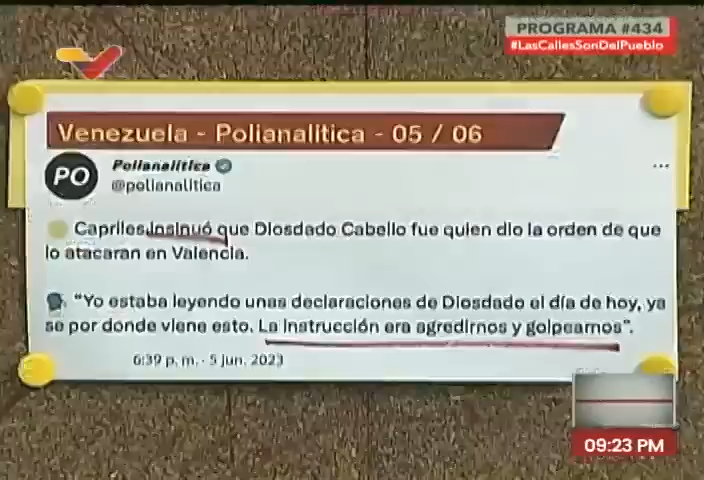 PROGRAMA #434
#LasCallesSonDelPueblo
Venezuela - Polianalitica - 05 / 06
PO
Polianalítica
@polianalitica
Capriles insinuó que Diosdado Cabello fue quien dio la orden de que
lo atacaran en Valencia.
"Yo estaba leyendo unas declaraciones de Diosdado el día de hoy, ya
se por donde viene esto. La instrucción era agredirnos y golpearnos".
6:39 p. m. · 5 jun. 2023
09:23 PM